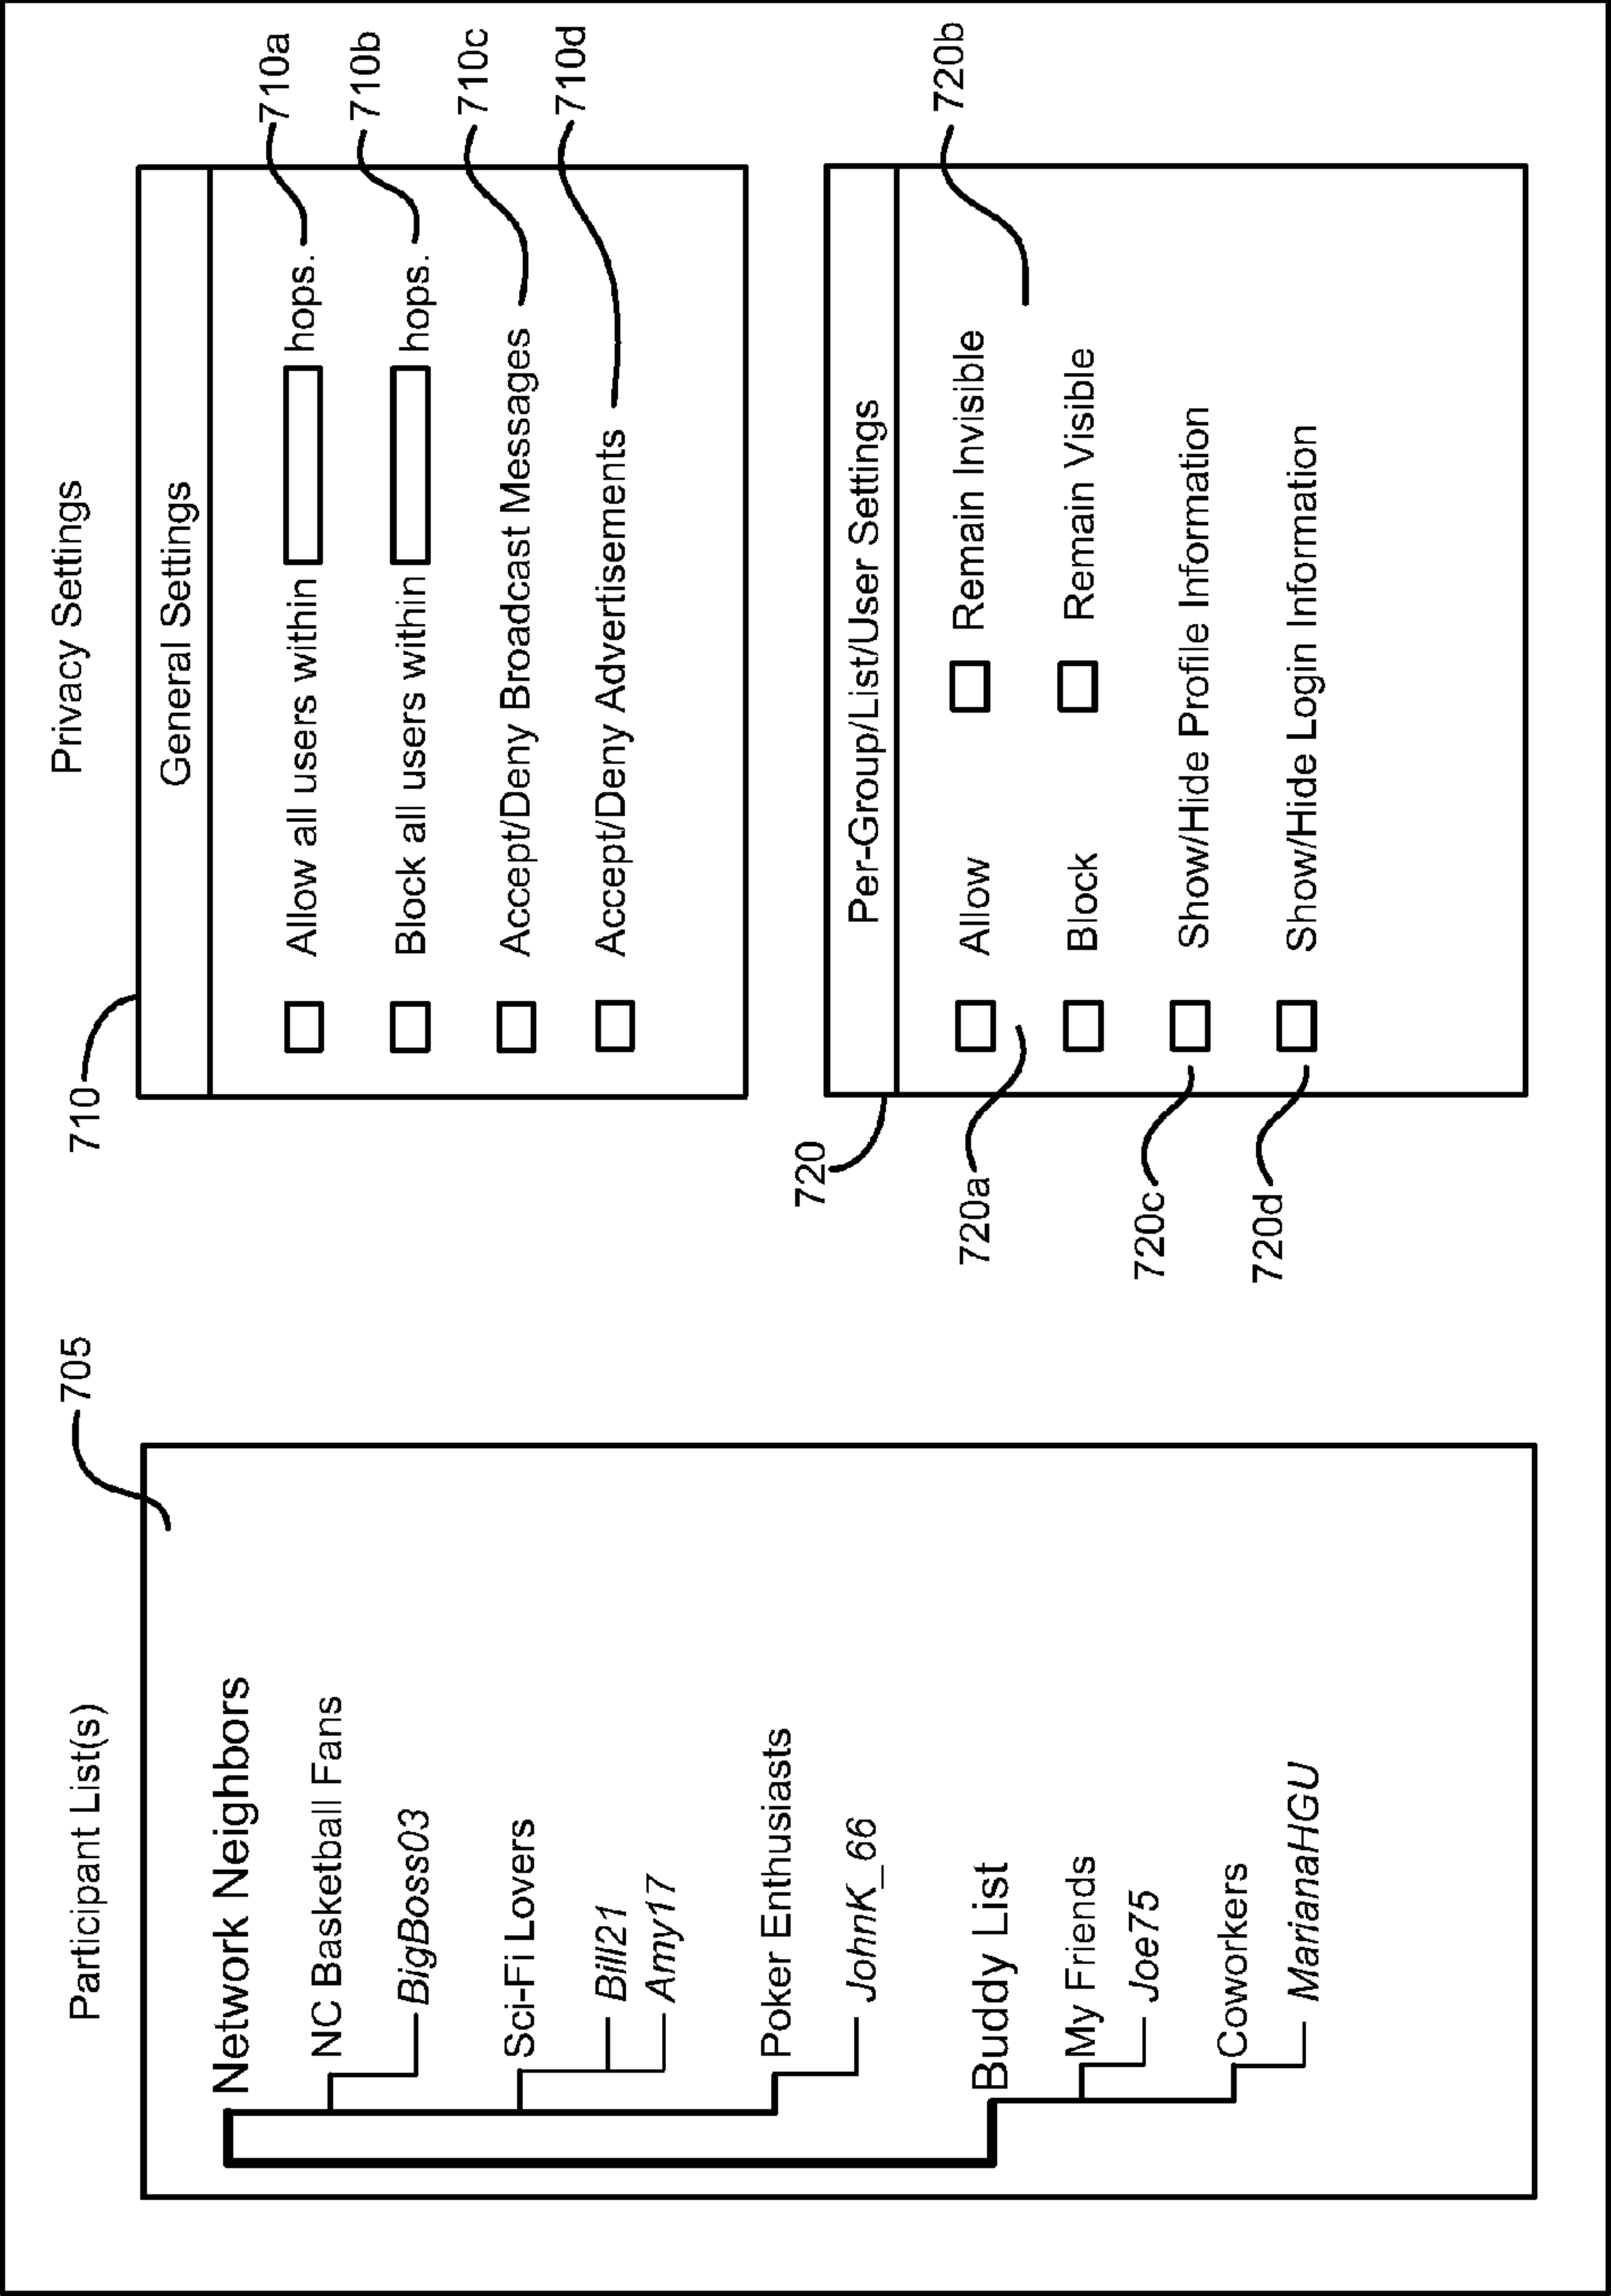 Participant List(s)
705
Network Neighbors
NC Basketball Fans
BigBoss03
Sci-Fi Lovers
Bill21
Amy17
Poker Enthusiasts
JohnK_66
Buddy List
My Friends
Joe75
Coworkers
MarianaHGU
Privacy Settings
710
General Settings
Allow all users within hops.
710a
Block all users within hops.
710b
Accept/Deny Broadcast Messages
710c
Accept/Deny Advertisements
710d
720
Per-Group/List/User Settings
720a
Allow Remain Invisible
720b
Block Remain Visible
720c
Show/Hide Profile Information
720d
Show/Hide Login Information